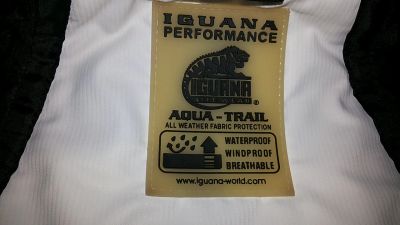 IGUANA
PERFORMANCE
IGUANA
®
AQUA - TRAIL
ALL WEATHER FABRIC PROTECTION
WATERPROOF
WINDPROOF
BREATHABLE
www.iguana-world.com